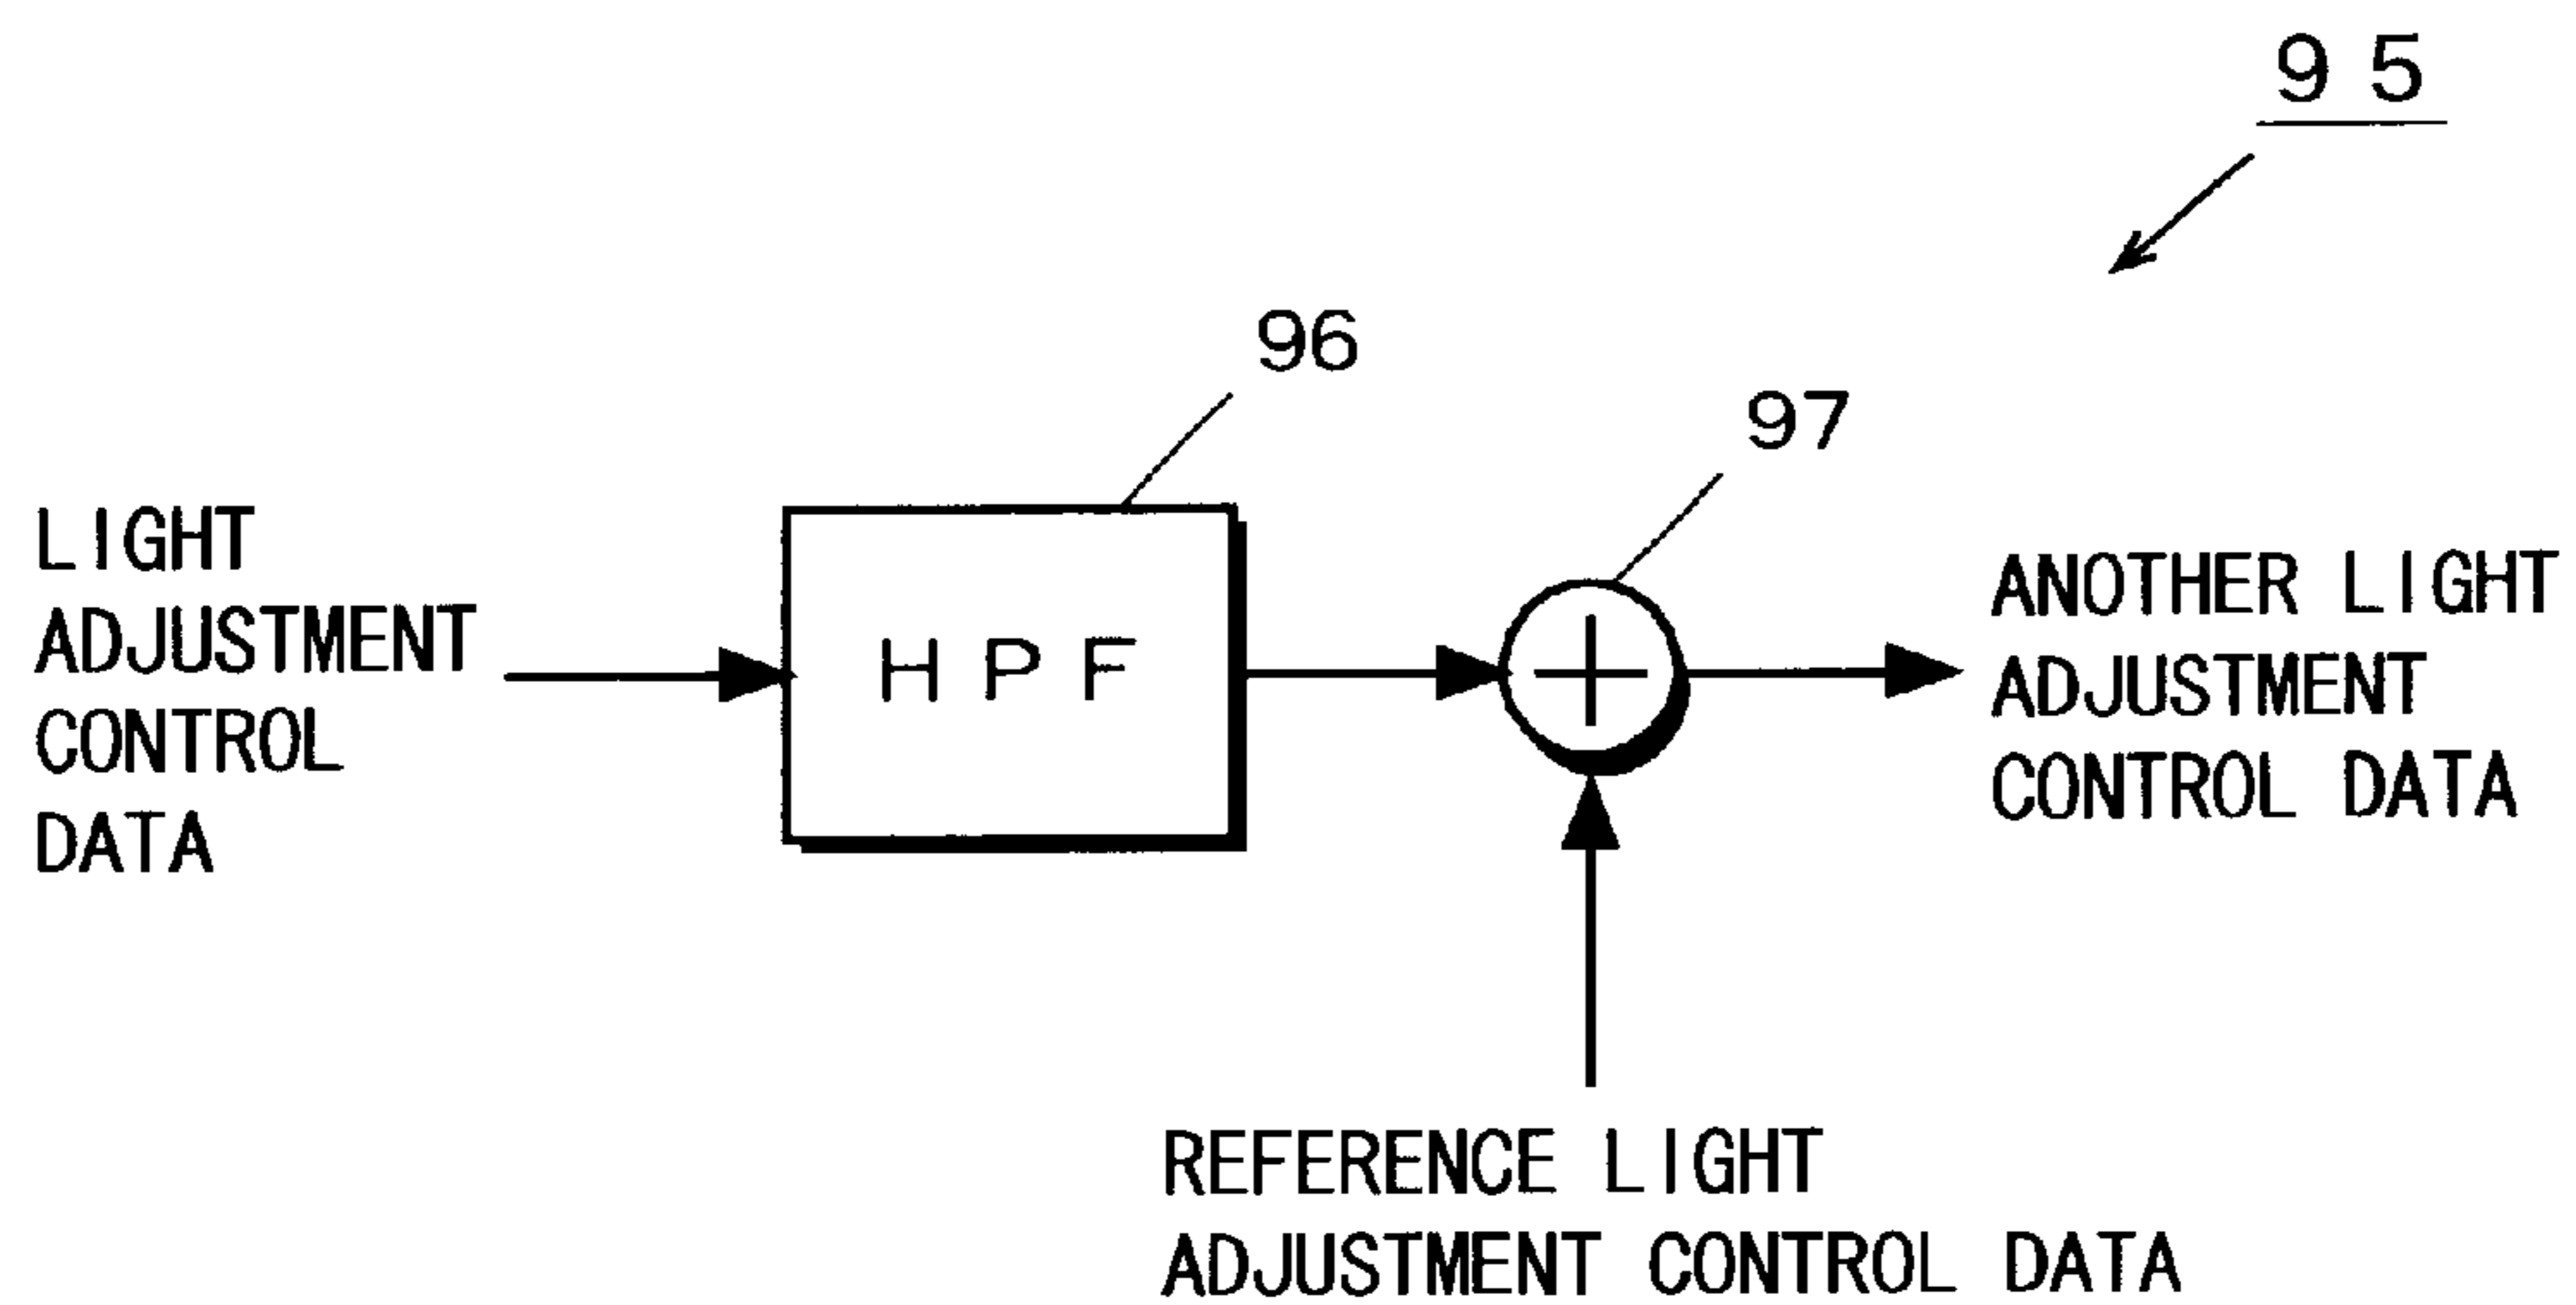 95
96
97
LIGHT
ADJUSTMENT
CONTROL
DATA
HPF
ANOTHER LIGHT
ADJUSTMENT
CONTROL DATA
REFERENCE LIGHT
ADJUSTMENT CONTROL DATA